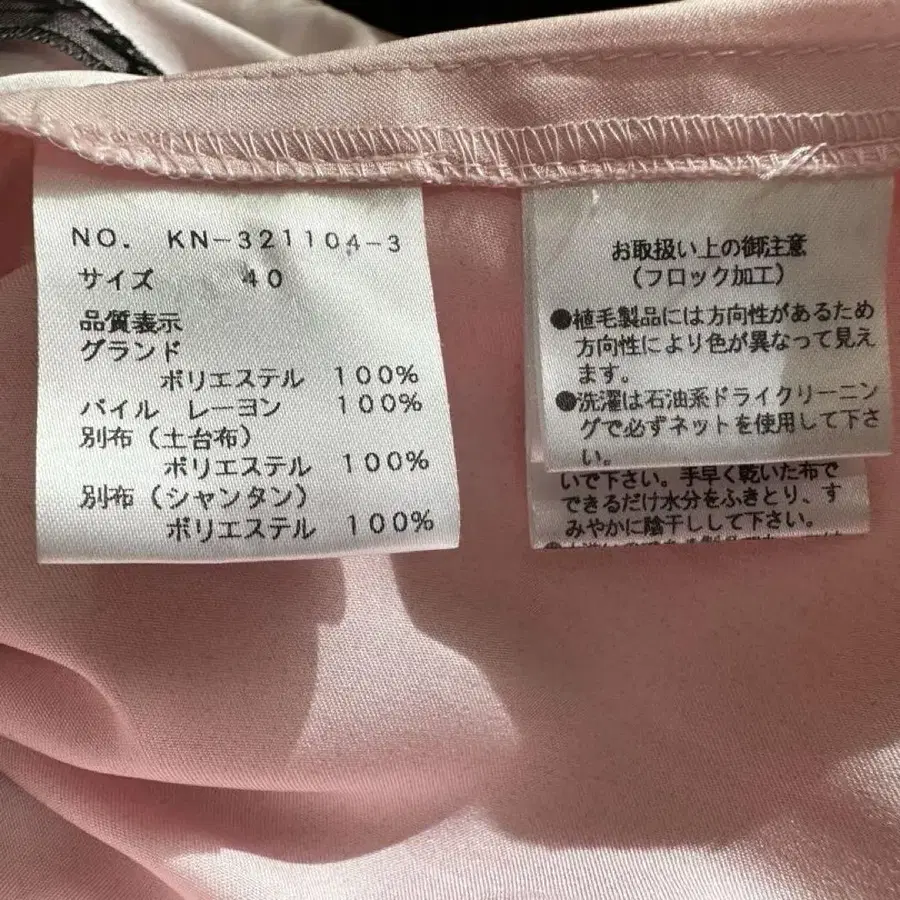 NO. KN-321104-3
サイズ 40
品質表示
グランド
ポリエステル 100%
パイル レーヨン 100%
別布(土台布)
ポリエステル 100%
別布(シャンタン)
ポリエステル 100%
お取扱い上の御注意
(フロック加工)
●植毛製品には方向性があるため
方向性により色が異なって見え
ます。
●洗濯は石油系ドライクリーニン
グで必ずネットを使用して下さ
い。
いで下さい。手早く乾いた布で
できるだけ水分をふきとり、す
みやかに陰干しして下さい。